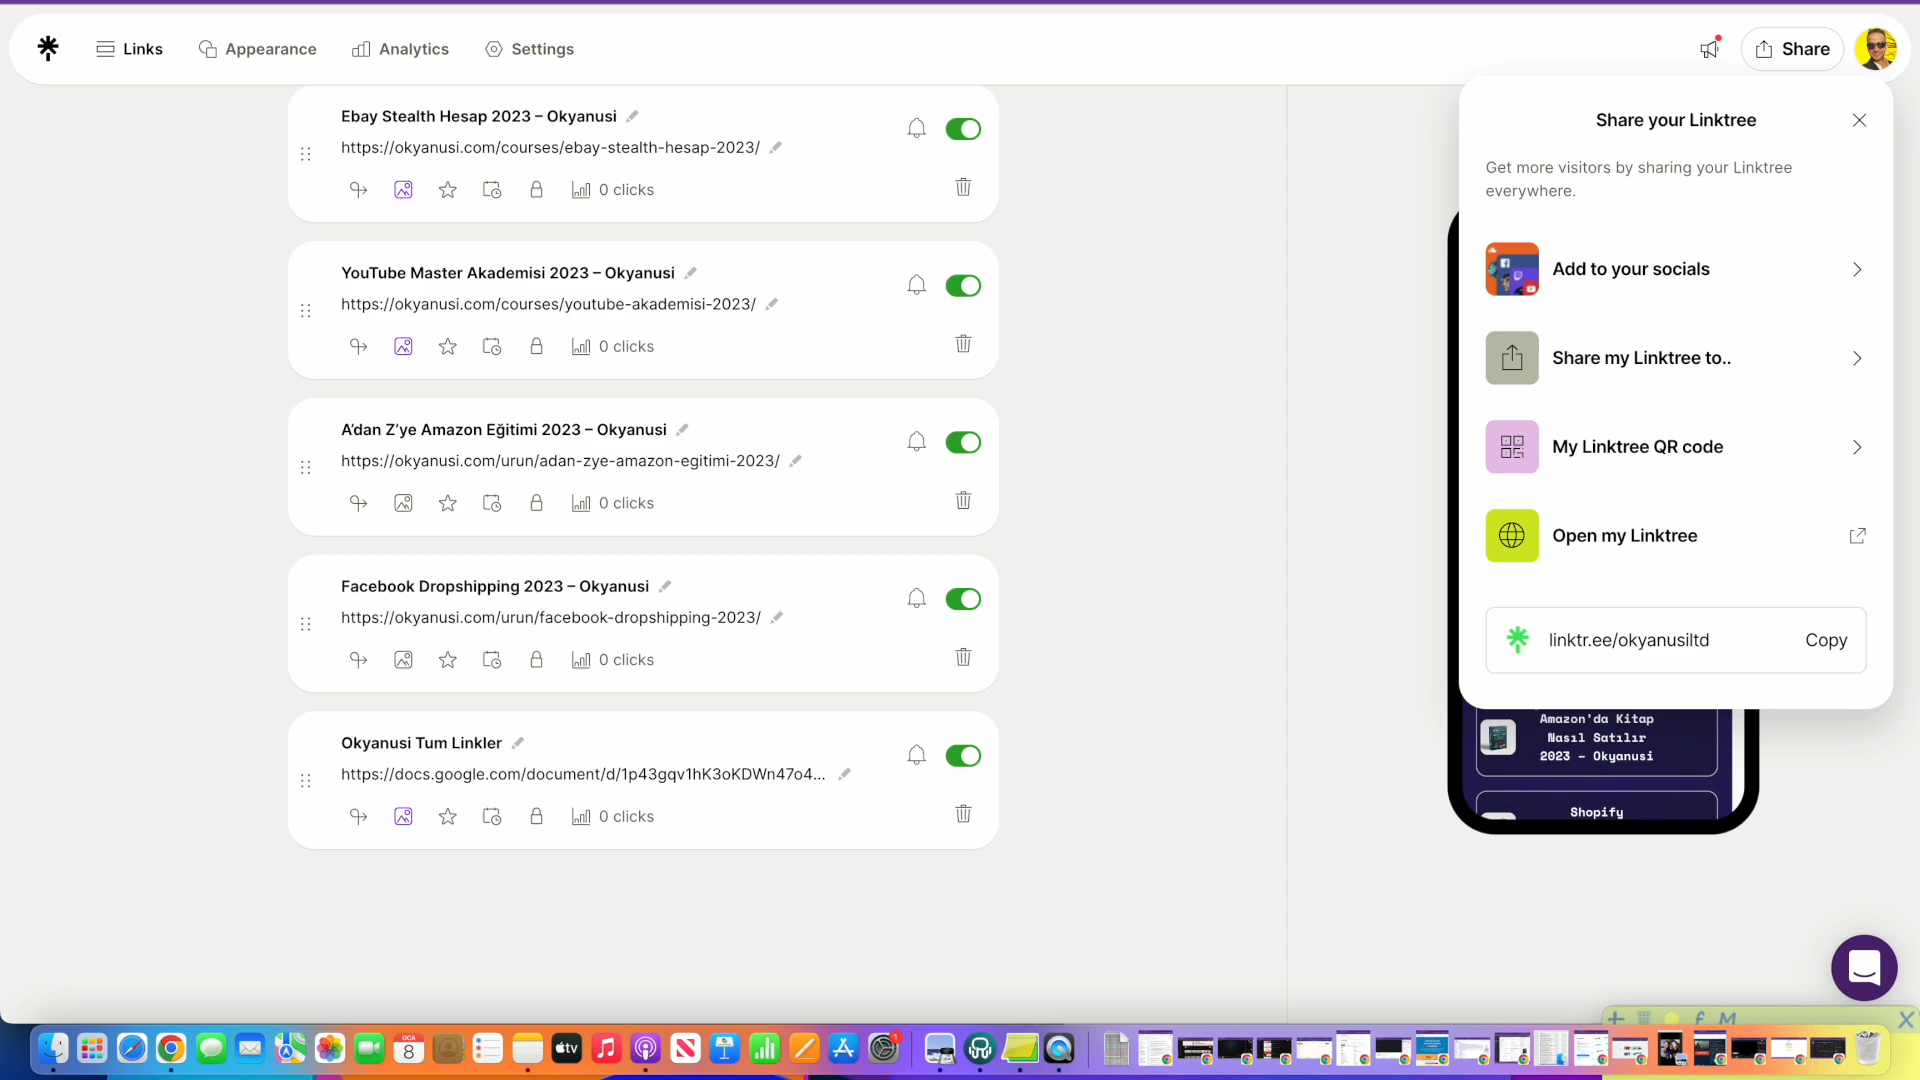 Links
Appearance
Analytics
Settings
Share
Ebay Stealth Hesap 2023 – Okyanusi
https://okyanusi.com/courses/ebay-stealth-hesap-2023/
0 clicks
YouTube Master Akademisi 2023 – Okyanusi
https://okyanusi.com/courses/youtube-akademisi-2023/
0 clicks
A’dan Z’ye Amazon Eğitimi 2023 – Okyanusi
https://okyanusi.com/urun/adan-zye-amazon-egitimi-2023/
0 clicks
Facebook Dropshipping 2023 – Okyanusi
https://okyanusi.com/urun/facebook-dropshipping-2023/
0 clicks
Okyanusi Tum Linkler
https://docs.google.com/document/d/1p43gqv1hK3oKDWn47o4...
0 clicks
Share your Linktree
Get more visitors by sharing your Linktree
everywhere.
Add to your socials
Share my Linktree to..
My Linktree QR code
Open my Linktree
linktr.ee/okyanusiltd
Copy
Amazon'da Kitap
Nasıl Satılır
2023 – Okyanusi
Shopify
OCA
8
tv